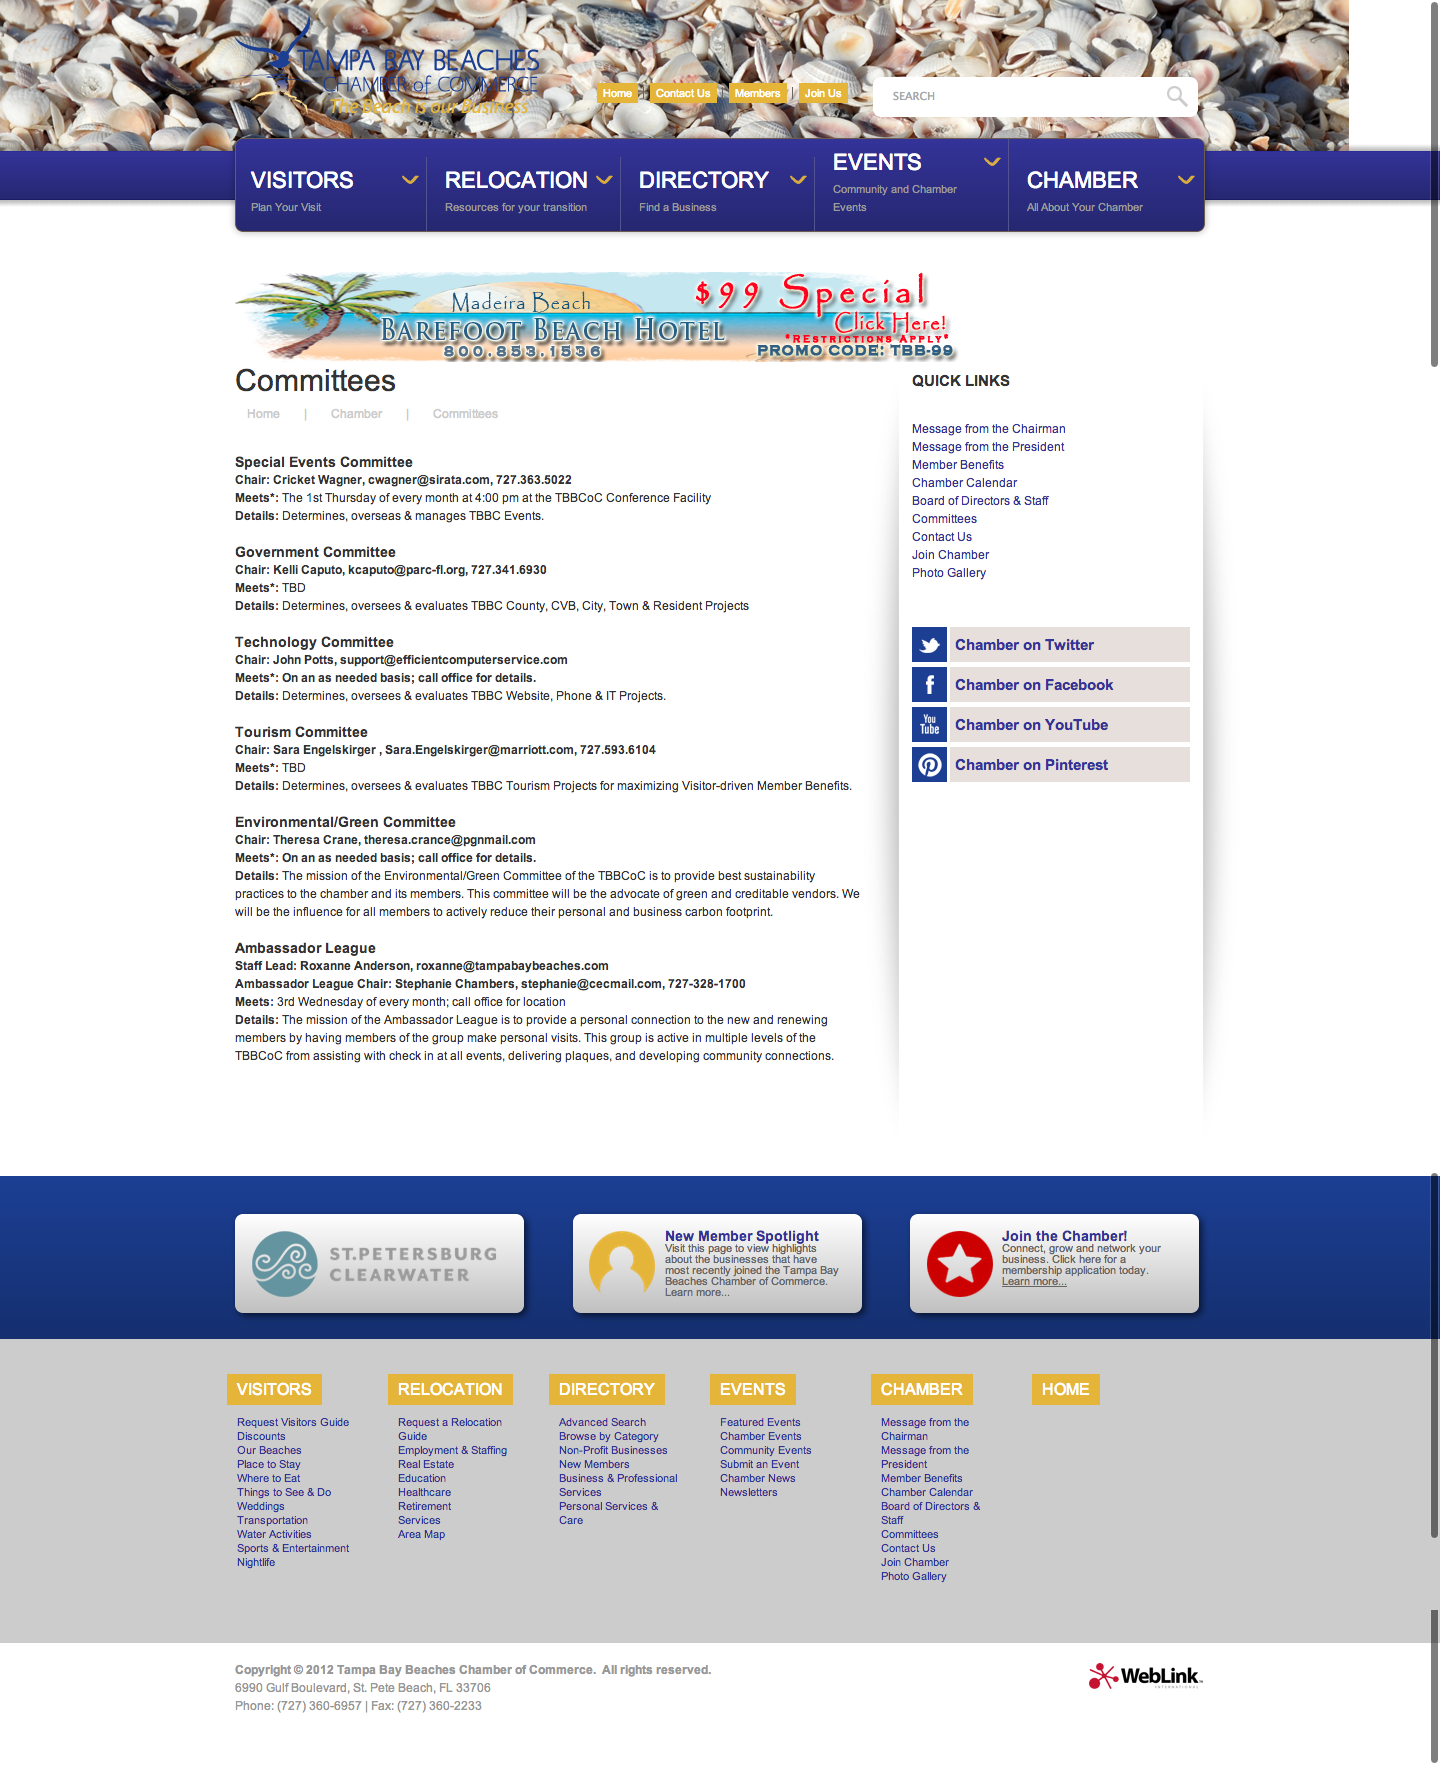 TAMPA BAY BEACHES
CHAMBER of COMMERCE
The Beach is our Business
Home | Contact Us Members | Join Us
SEARCH
VISITORS
Plan Your Visit
RELOCATION
Resources for your transition
DIRECTORY
Find a Business
EVENTS
Community and Chamber
Events
CHAMBER
All About Your Chamber
Madeira Beach
BAREFOOT BEACH HOTEL
800.853.1536
$99 Special
Click Here!
*RESTRICTIONS APPLY*
PROMO CODE: TBB-99
Committees
Home | Chamber | Committees
Special Events Committee
Chair: Cricket Wagner, cwagner@sirata.com, 727.363.5022
Meets*: The 1st Thursday of every month at 4:00 pm at the TBBCoC Conference Facility
Details: Determines, overseas & manages TBBC Events.
Government Committee
Chair: Kelli Caputo, kcaputo@parc-fl.org, 727.341.6930
Meets*: TBD
Details: Determines, oversees & evaluates TBBC County, CVB, City, Town & Resident Projects
Technology Committee
Chair: John Potts, support@efficientcomputerservice.com
Meets*: On an as needed basis; call office for details.
Details: Determines, oversees & evaluates TBBC Website, Phone & IT Projects.
Tourism Committee
Chair: Sara Engelskirger , Sara.Engelskirger@marriott.com, 727.593.6104
Meets*: TBD
Details: Determines, oversees & evaluates TBBC Tourism Projects for maximizing Visitor-driven Member Benefits.
Environmental/Green Committee
Chair: Theresa Crane, theresa.crance@pgnmail.com
Meets*: On an as needed basis; call office for details.
Details: The mission of the Environmental/Green Committee of the TBBCoC is to provide best sustainability
practices to the chamber and its members. This committee will be the advocate of green and creditable vendors. We
will be the influence for all members to actively reduce their personal and business carbon footprint.
Ambassador League
Staff Lead: Roxanne Anderson, roxanne@tampabaybeaches.com
Ambassador League Chair: Stephanie Chambers, stephanie@cecmail.com, 727-328-1700
Meets: 3rd Wednesday of every month; call office for location
Details: The mission of the Ambassador League is to provide a personal connection to the new and renewing
members by having members of the group make personal visits. This group is active in multiple levels of the
TBBCoC from assisting with check in at all events, delivering plaques, and developing community connections.
QUICK LINKS
Message from the Chairman
Message from the President
Member Benefits
Chamber Calendar
Board of Directors & Staff
Committees
Contact Us
Join Chamber
Photo Gallery
Chamber on Twitter
f Chamber on Facebook
You Tube Chamber on YouTube
Chamber on Pinterest
ST.PETERSBURG
CLEARWATER
New Member Spotlight
Visit this page to view highlights
about the businesses that have
most recently joined the Tampa Bay
Beaches Chamber of Commerce.
Learn more...
Join the Chamber!
Connect, grow and network your
business. Click here for a
membership application today.
Learn more...
VISITORS
Request Visitors Guide
Discounts
Our Beaches
Place to Stay
Where to Eat
Things to See & Do
Weddings
Transportation
Water Activities
Sports & Entertainment
Nightlife
RELOCATION
Request a Relocation
Guide
Employment & Staffing
Real Estate
Education
Healthcare
Retirement
Services
Area Map
DIRECTORY
Advanced Search
Browse by Category
Non-Profit Businesses
New Members
Business & Professional
Services
Personal Services &
Care
EVENTS
Featured Events
Chamber Events
Community Events
Submit an Event
Chamber News
Newsletters
CHAMBER
Message from the
Chairman
Message from the
President
Member Benefits
Chamber Calendar
Board of Directors &
Staff
Committees
Contact Us
Join Chamber
Photo Gallery
HOME
Copyright © 2012 Tampa Bay Beaches Chamber of Commerce. All rights reserved.
6990 Gulf Boulevard, St. Pete Beach, FL 33706
Phone: (727) 360-6957 | Fax: (727) 360-2233
WebLink
INTERNATIONAL